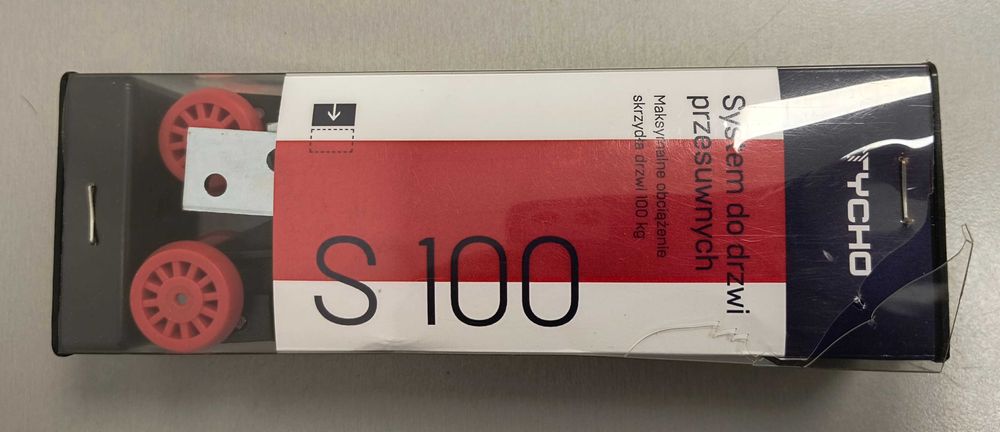 TYCHO
System do drzwi
przesuwnych
Maksymalne obciążenie
skrzydła drzwi 100 kg
S 100